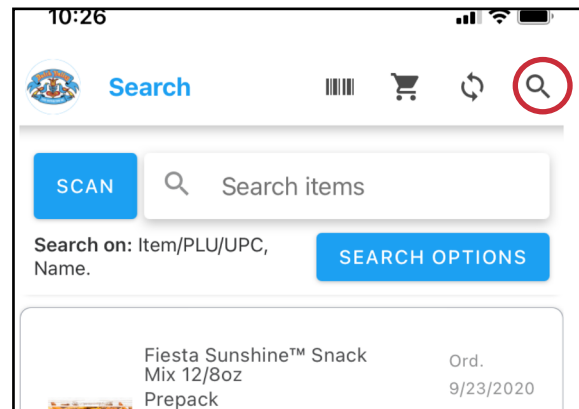 10:26
Search
SCAN
Search items
Search on: Item/PLU/UPC,
Name.
SEARCH OPTIONS
Fiesta Sunshine™ Snack
Mix 12/8oz
Prepack
Ord.
9/23/2020